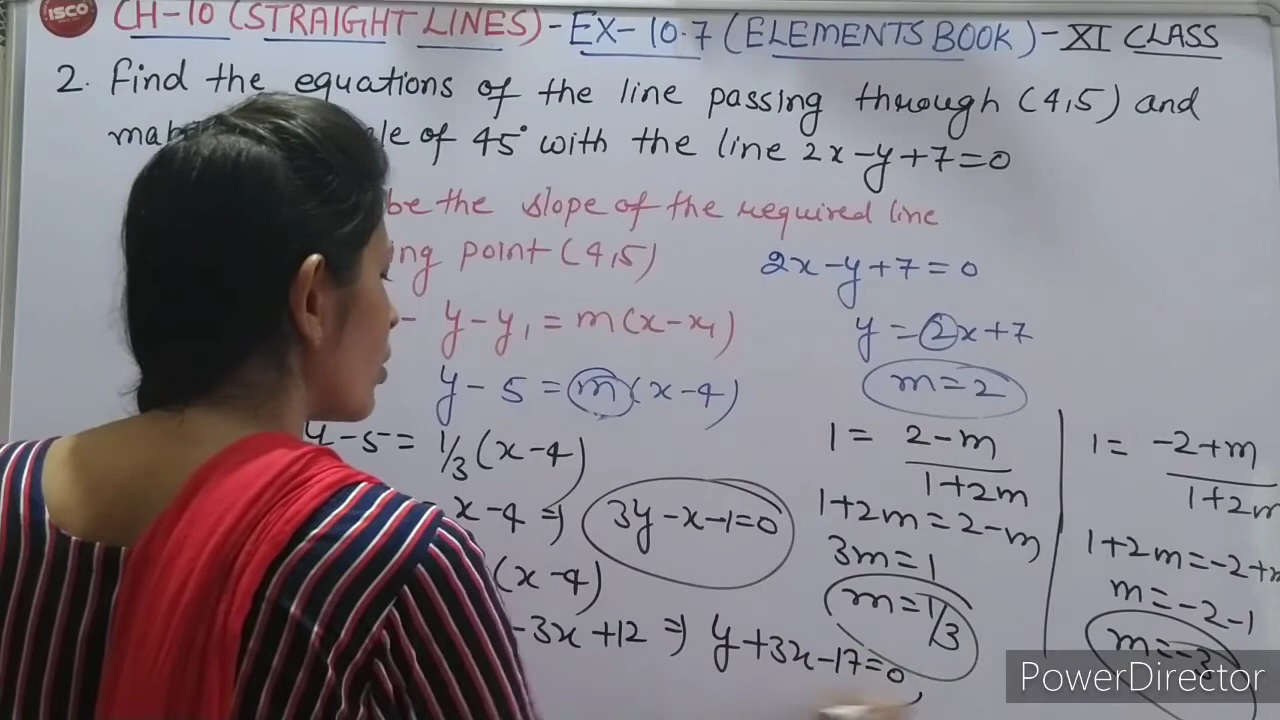 ISCO CH-10 (STRAIGHT LINES)-EX-10.7 (ELEMENTS BOOK)-XI CLASS
2. Find the equations of the line passing through (4,5) and
of 45° with the line 2x-y+7=0
be the slope of the required line
point (4,5)
2x-y+7=0
y-y₁=m(x-x₁)
y=2x+7
y-5=m(x-4)
m=2
y-5=1/3(x-4)
x-4 ⇒ 3y-x-1=0
(x-4)
-3x+12 ⇒ y+3x-17=0
1= 2-m/1+2m
1+2m=2-m
3m=1
m=1/3
1= -2+m/1+2m
1+2m=-2+m
m=-2-1
m=-3
PowerDirector